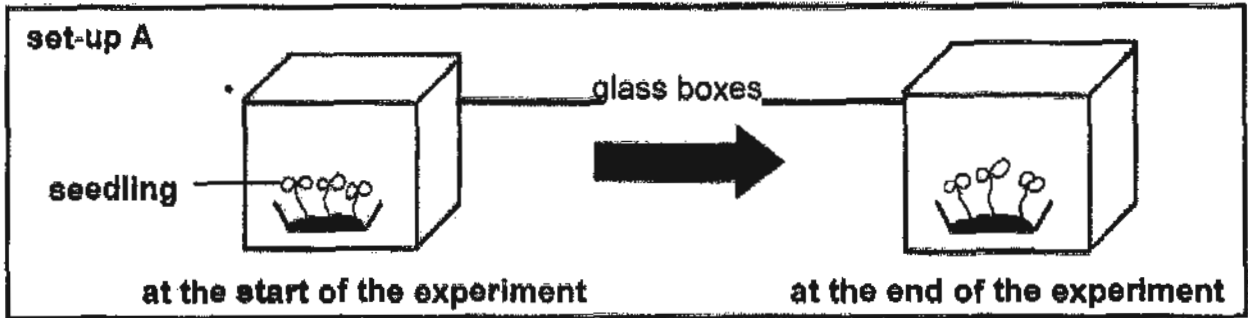 set-up A
glass boxes
seedling
at the start of the experiment
at the end of the experiment